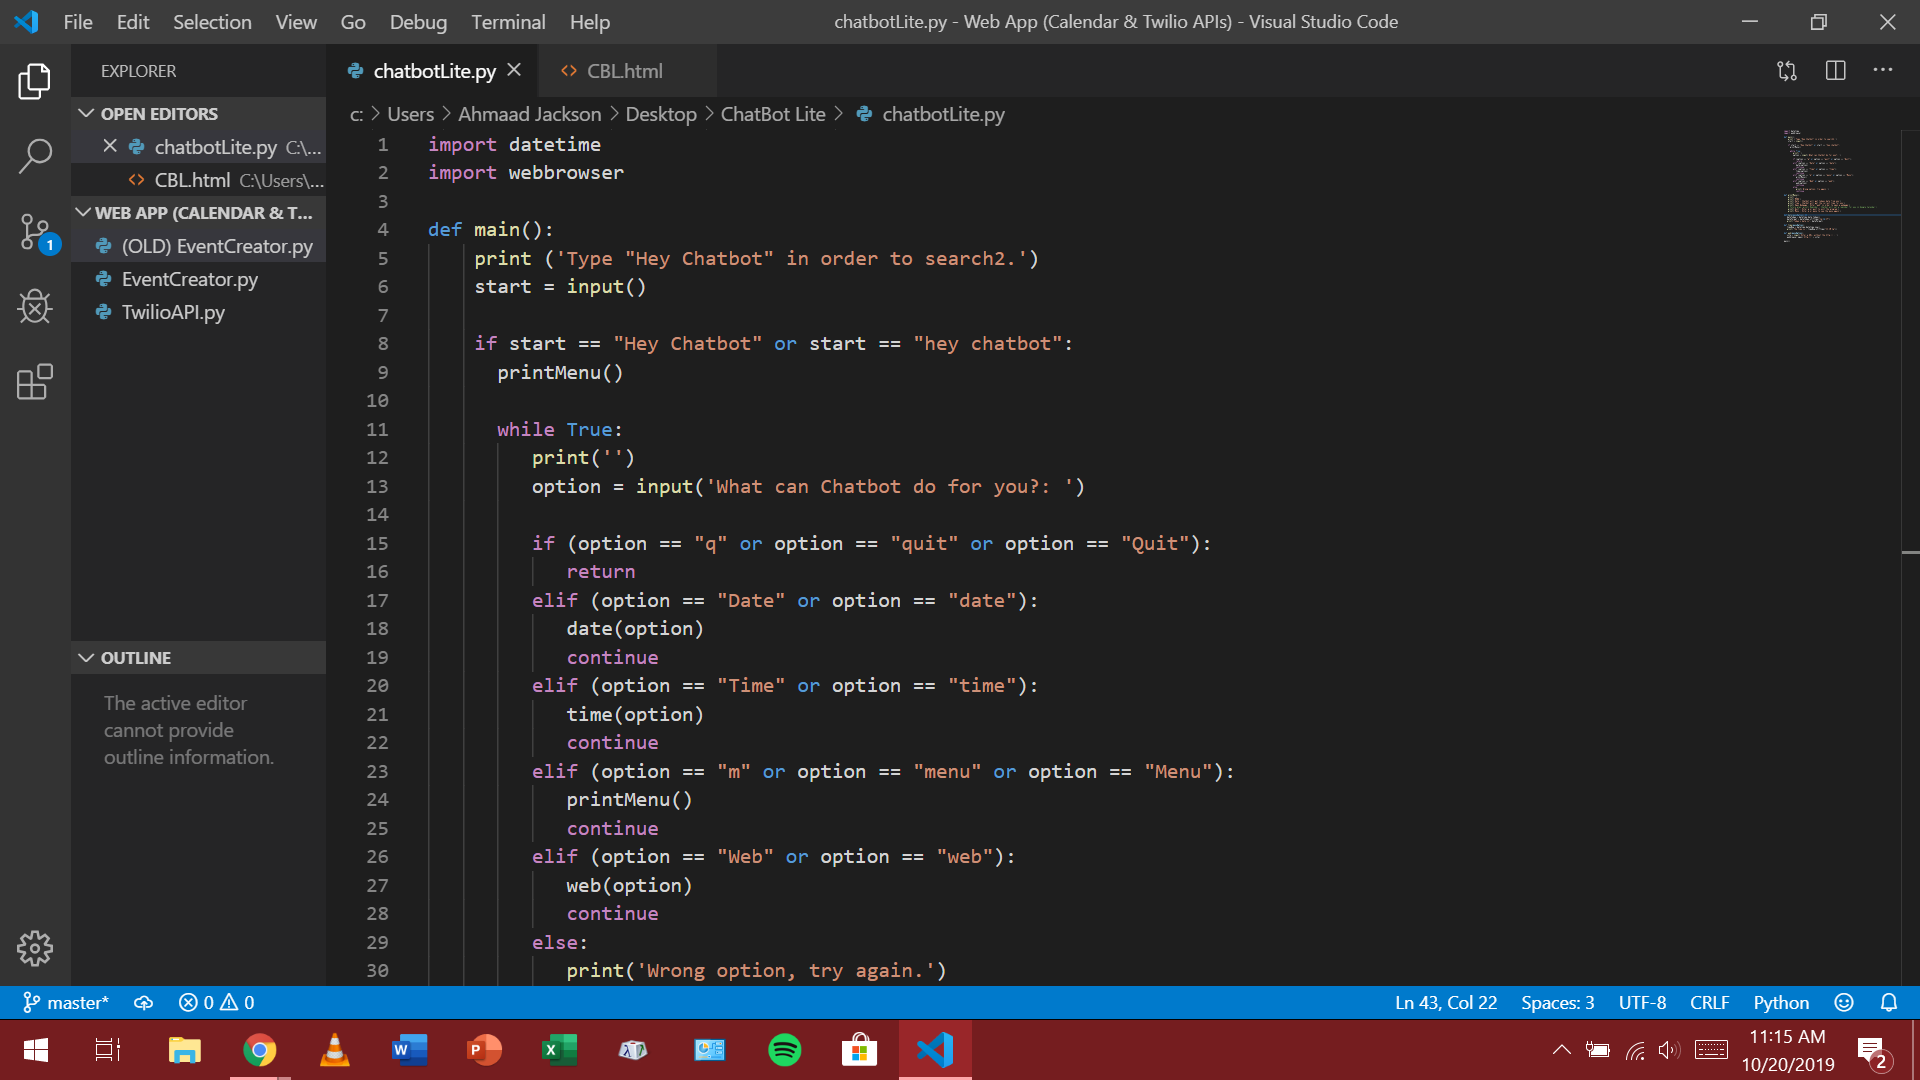 File Edit Selection View Go Debug Terminal Help
chatbotLite.py - Web App (Calendar & Twilio APIs) - Visual Studio Code
EXPLORER
OPEN EDITORS
chatbotLite.py C:\...
CBL.html C:\Users\...
WEB APP (CALENDAR & T...
(OLD) EventCreator.py
EventCreator.py
TwilioAPI.py
1
OUTLINE
The active editor
cannot provide
outline information.
chatbotLite.py
CBL.html
c: > Users > Ahmaad Jackson > Desktop > ChatBot Lite > chatbotLite.py
1 import datetime
2 import webbrowser
3
4 def main():
5 print ('Type "Hey Chatbot" in order to search2.')
6 start = input()
7
8 if start == "Hey Chatbot" or start == "hey chatbot":
9 printMenu()
10
11 while True:
12 print('')
13 option = input('What can Chatbot do for you?: ')
14
15 if (option == "q" or option == "quit" or option == "Quit"):
16 return
17 elif (option == "Date" or option == "date"):
18 date(option)
19 continue
20 elif (option == "Time" or option == "time"):
21 time(option)
22 continue
23 elif (option == "m" or option == "menu" or option == "Menu"):
24 printMenu()
25 continue
26 elif (option == "Web" or option == "web"):
27 web(option)
28 continue
29 else:
30 print('Wrong option, try again.')
master* 0 0
Ln 43, Col 22 Spaces: 3 UTF-8 CRLF Python
11:15 AM
10/20/2019
2